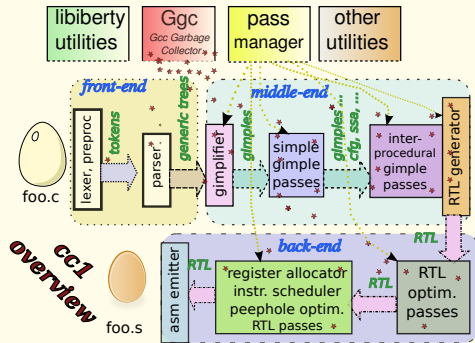 libiberty
utilities
Ggc
Gcc Garbage
Collector
pass
manager
other
utilities
front-end
middle-end
lexer, preproc
tokens
parser.
generic trees
gimplifier
gimples
simple
Gimple
passes
gimples, ...
cfg, ssa, ...
inter-
procedural
gimple
passes
RTL generator
foo.c
RTL
cc1
overview
foo.s
back-end
asm emitter
RTL
register allocator
instr. scheduler
peephole optim.
RTL passes
RTL
RTL
optim.
passes